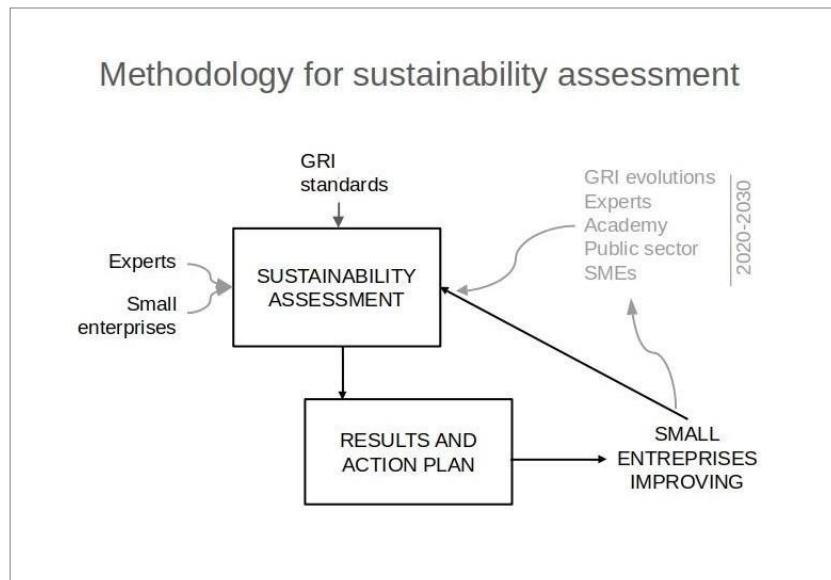 Methodology for sustainability assessment
GRI
standards
Experts
Small
enterprises
SUSTAINABILITY
ASSESSMENT
GRI evolutions
Experts
Academy
Public sector
SMEs
2020-2030
RESULTS AND
ACTION PLAN
SMALL
ENTREPRISES
IMPROVING